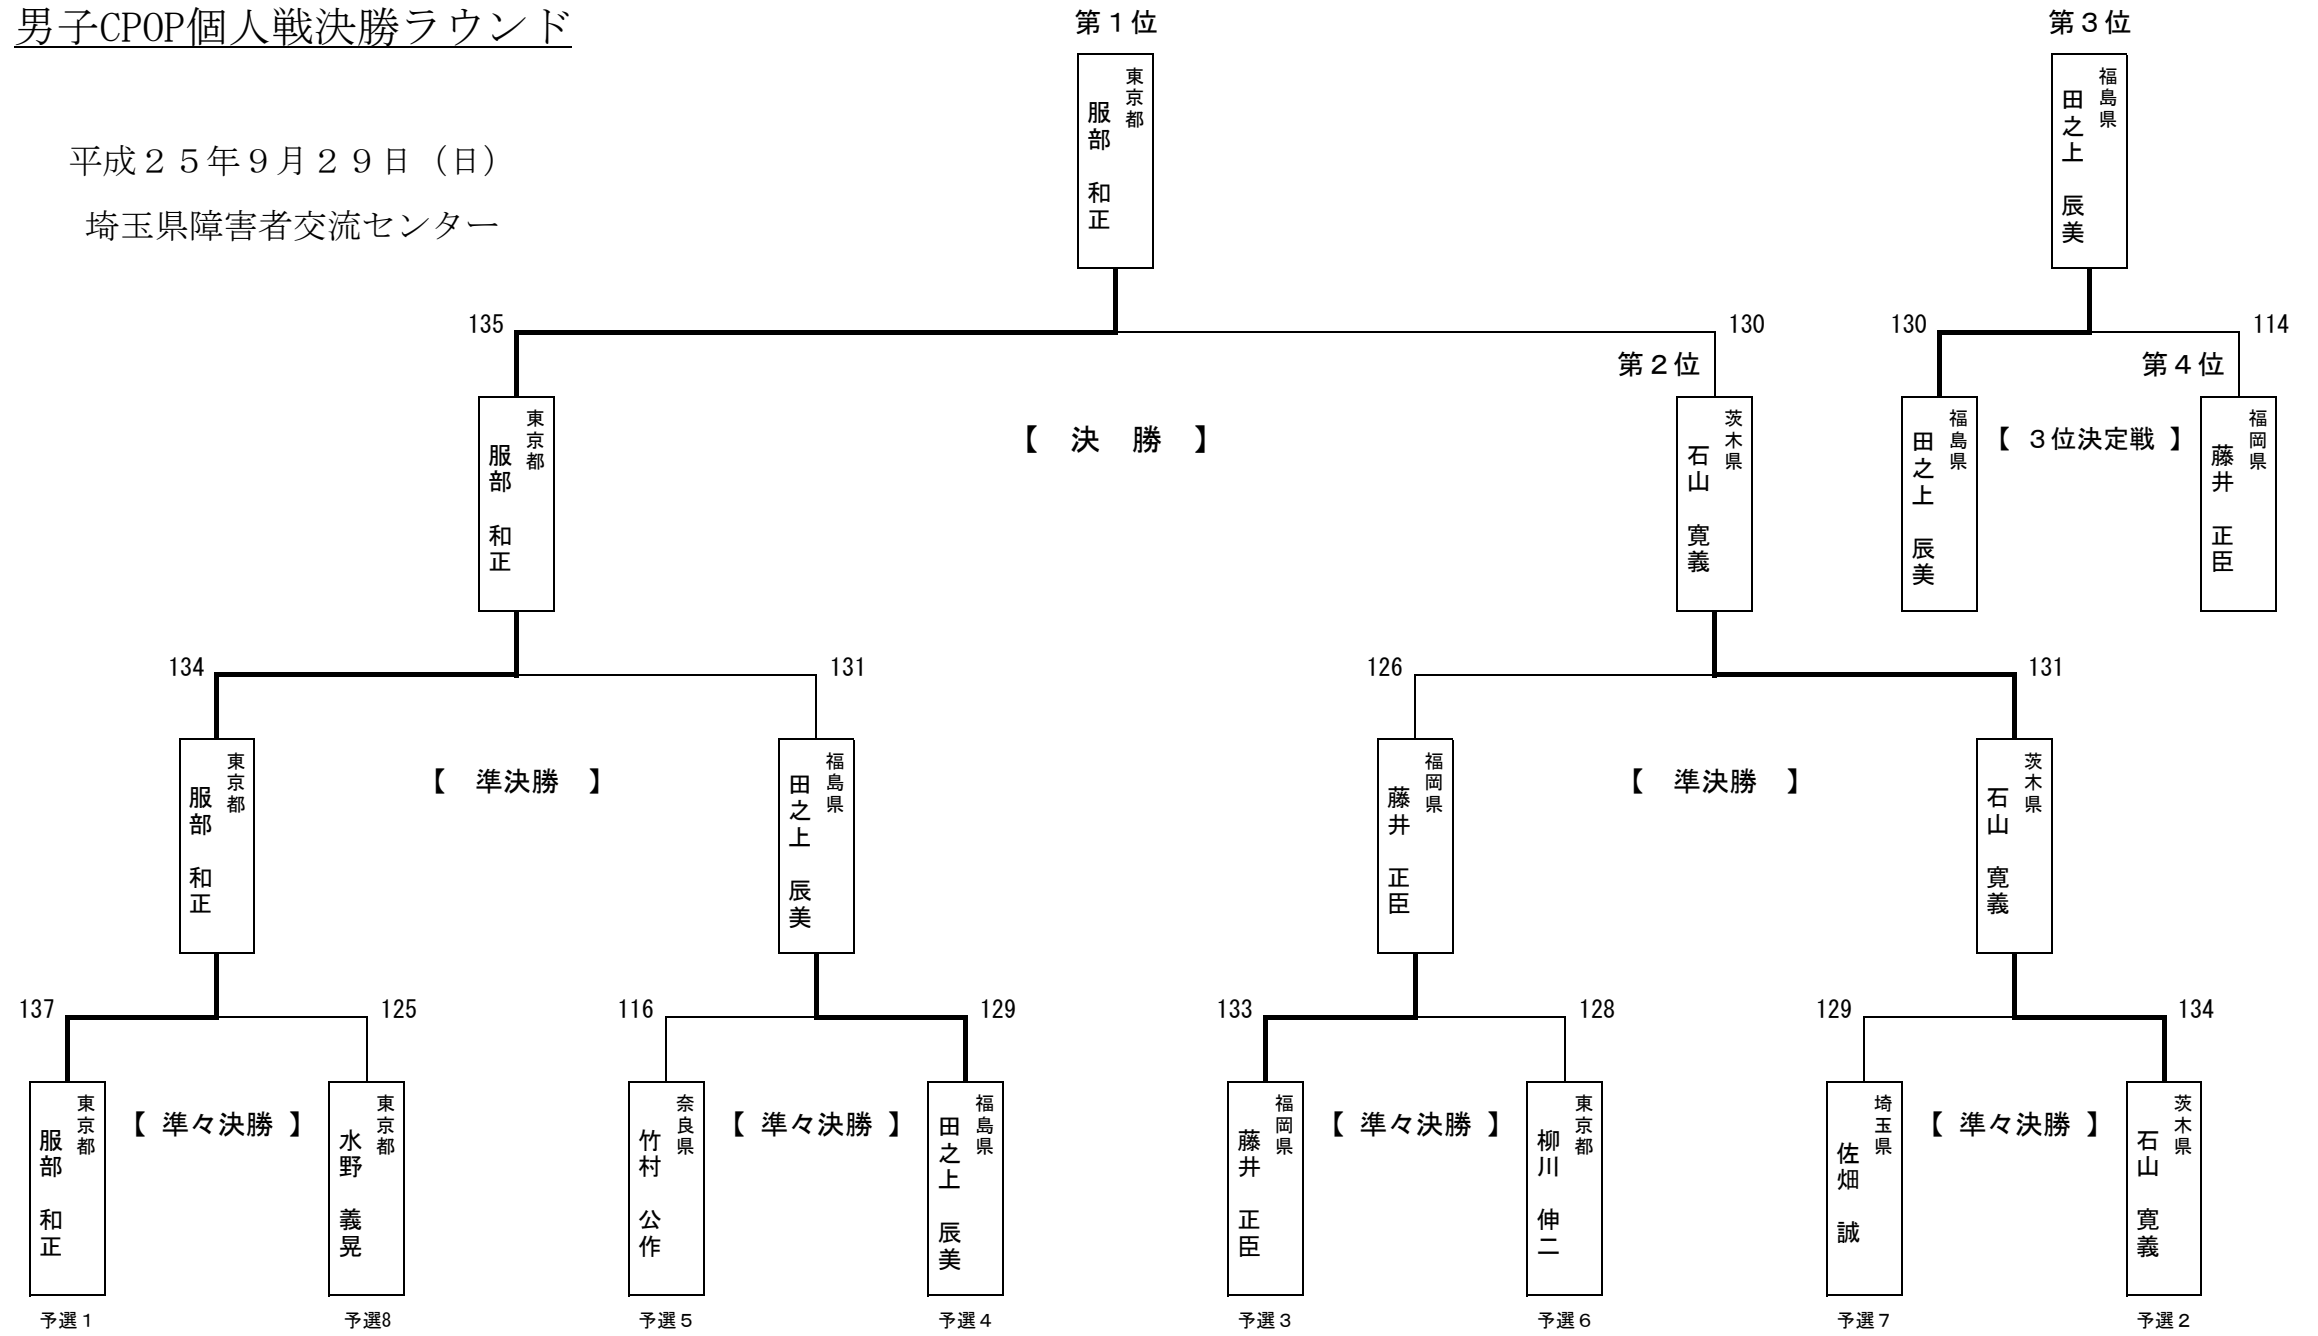 男子CPOP個人戦決勝ラウンド
第１位
第３位
東京都
服部　和正
福島県
田之上　辰美
平成２５年９月２９日（日）
埼玉県障害者交流センター
135
130
130
114
第２位
第４位
東京都
服部　和正
【　決　勝　】
茨木県
石山　寛義
福島県
田之上　辰美
【 ３位決定戦 】
福岡県
藤井　正臣
134
131
126
131
東京都
服部　和正
【　準決勝　】
福島県
田之上　辰美
福岡県
藤井　正臣
【　準決勝　】
茨木県
石山　寛義
137
125
116
129
133
128
129
134
東京都
服部　和正
【 準々決勝 】
東京都
水野　義晃
奈良県
竹村　公作
【 準々決勝 】
福島県
田之上　辰美
福岡県
藤井　正臣
【 準々決勝 】
東京都
柳川　伸二
埼玉県
佐畑　誠
【 準々決勝 】
茨木県
石山　寛義
予選１
予選8
予選５
予選４
予選３
予選６
予選７
予選２